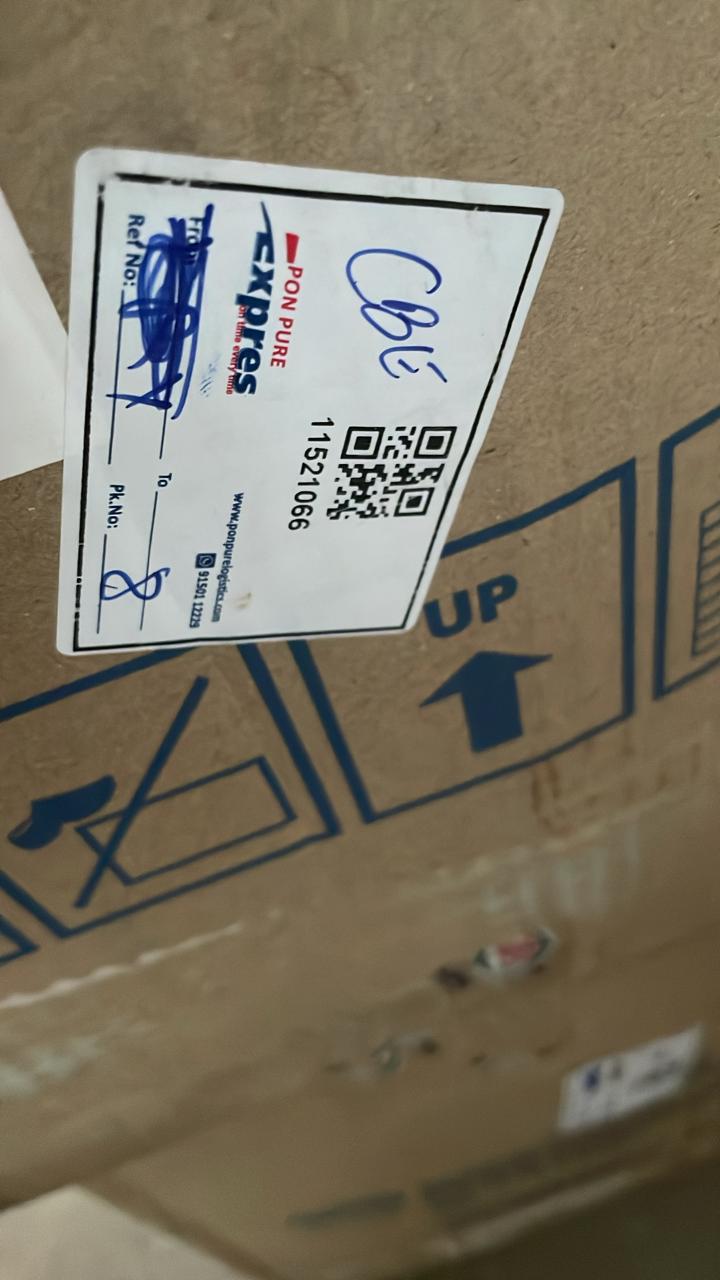 CBE
PON PURE
Expres
on time every time
11521066
www.ponpurelogistics.com
91501 12226
From
To
Ref No:
Pk.No: 8
UP